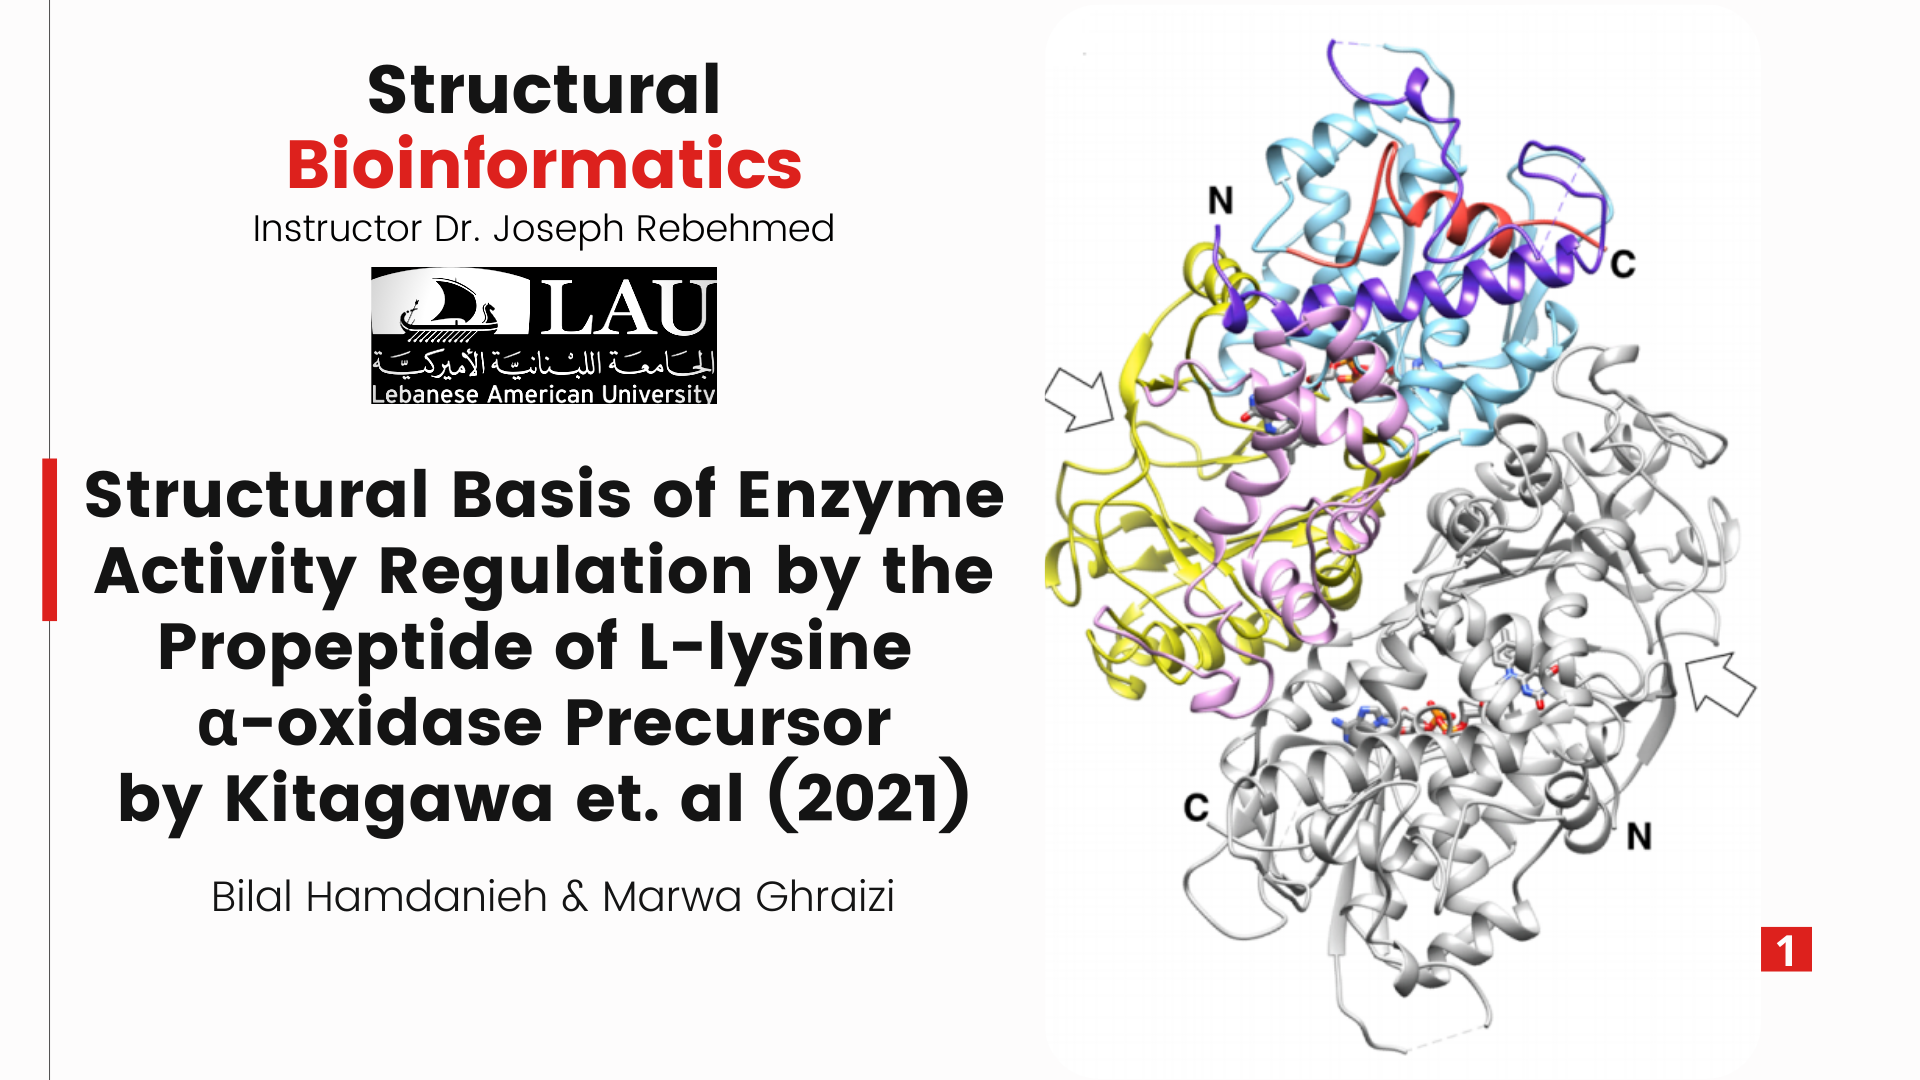 Structural
Bioinformatics
Instructor Dr. Joseph Rebehmed
LAU
الجامعة اللبنانية الأميركية
Lebanese American University
Structural Basis of Enzyme
Activity Regulation by the
Propeptide of L-lysine
α-oxidase Precursor
by Kitagawa et. al (2021)
Bilal Hamdanieh & Marwa Ghraizi
N
C
C
N
1